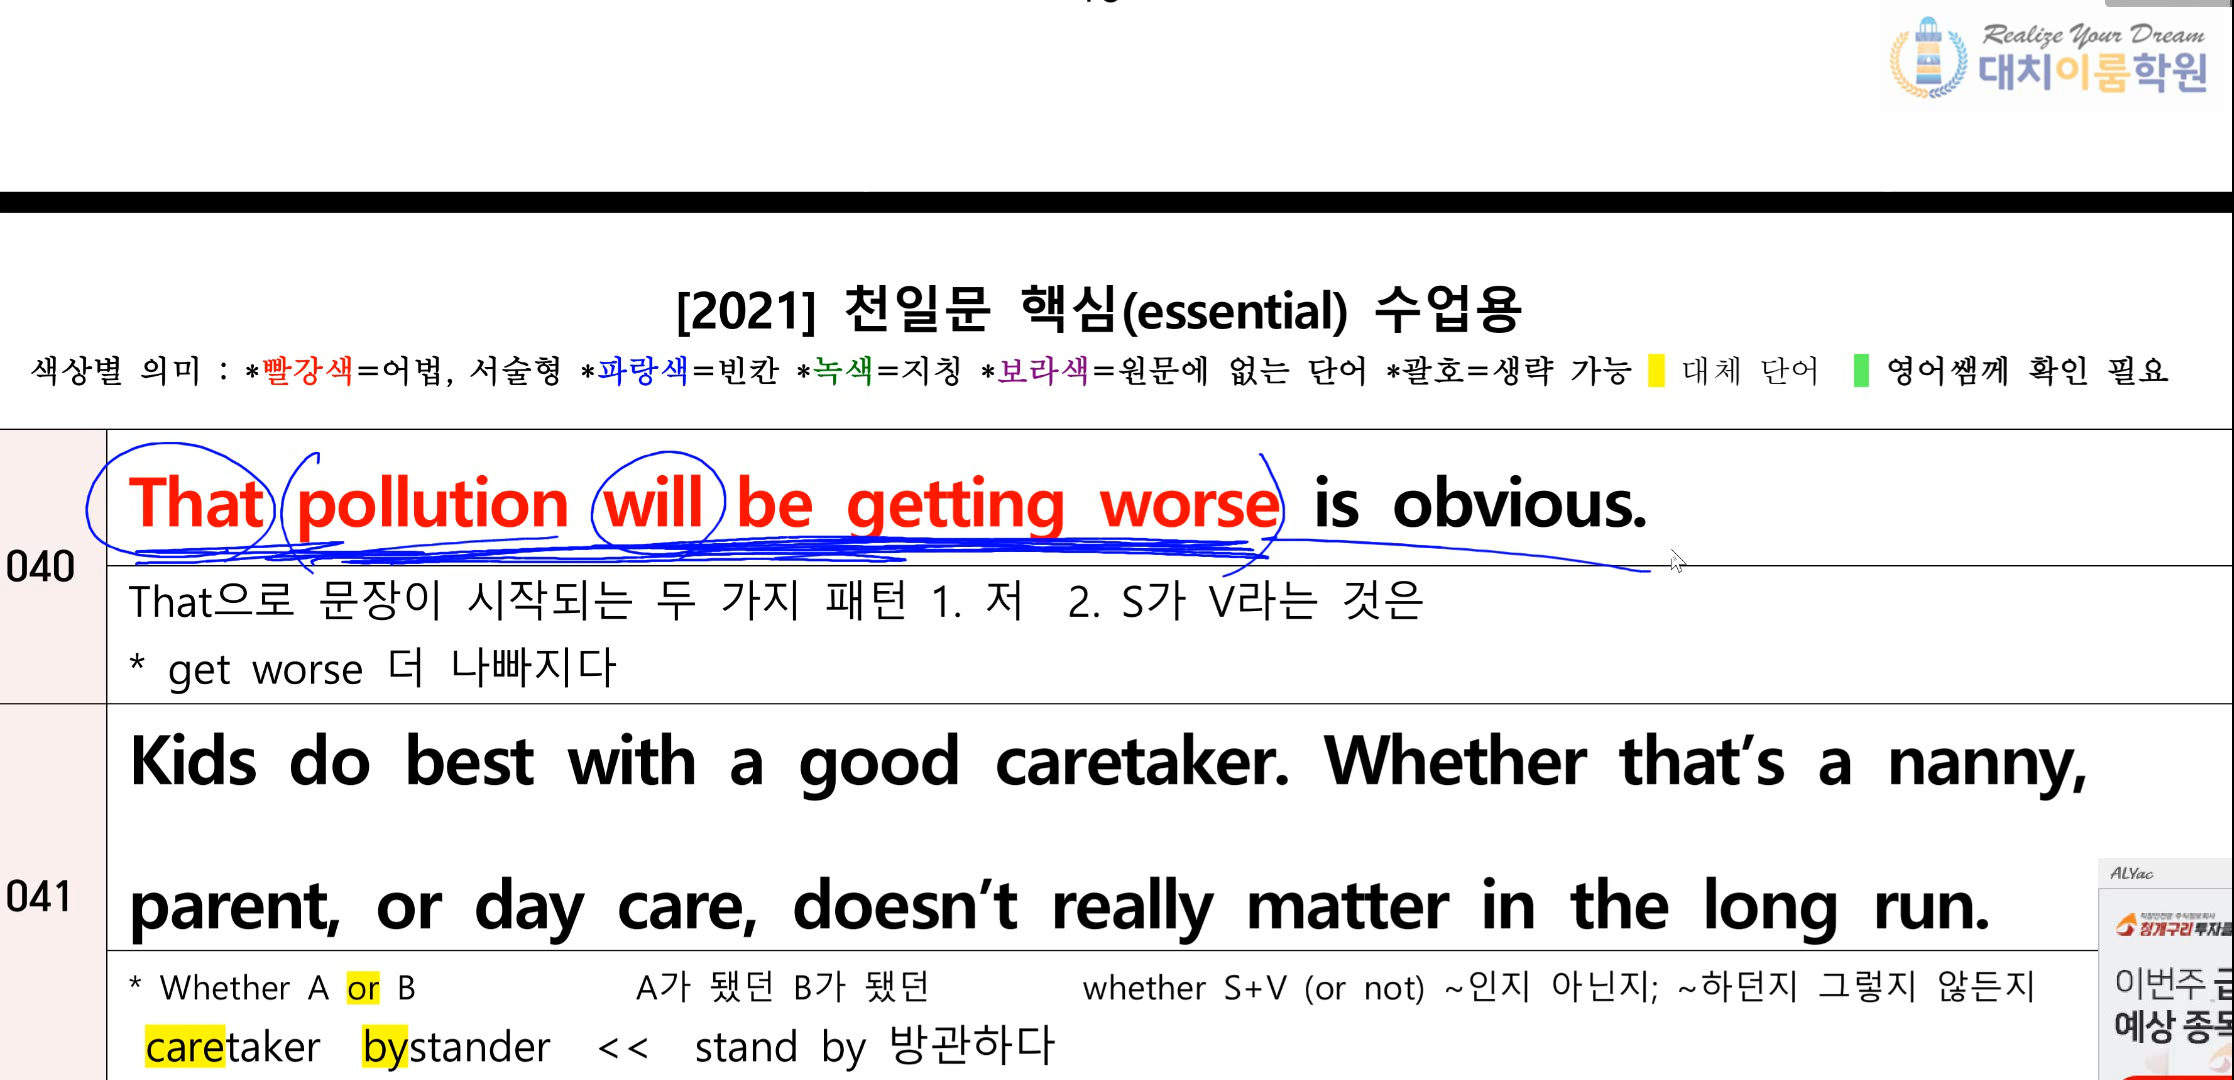 Realize Your Dream
대치이룸학원
[2021] 천일문 핵심(essential) 수업용
색상별 의미 : *빨강색=어법, 서술형 *파랑색=빈칸 *녹색=지칭 *보라색=원문에 없는 단어 *괄호=생략 가능 대체 단어 영어쌤께 확인 필요
040
That pollution will be getting worse is obvious.
That으로 문장이 시작되는 두 가지 패턴 1. 저 2. S가 V라는 것은
* get worse 더 나빠지다
041
Kids do best with a good caretaker. Whether that's a nanny,
parent, or day care, doesn't really matter in the long run.
* Whether A or B A가 됐던 B가 됐던 whether S+V (or not) ~인지 아닌지; ~하던지 그렇지 않든지
caretaker bystander << stand by 방관하다
ALYac
청개구리투자클
이번주
예상 종목